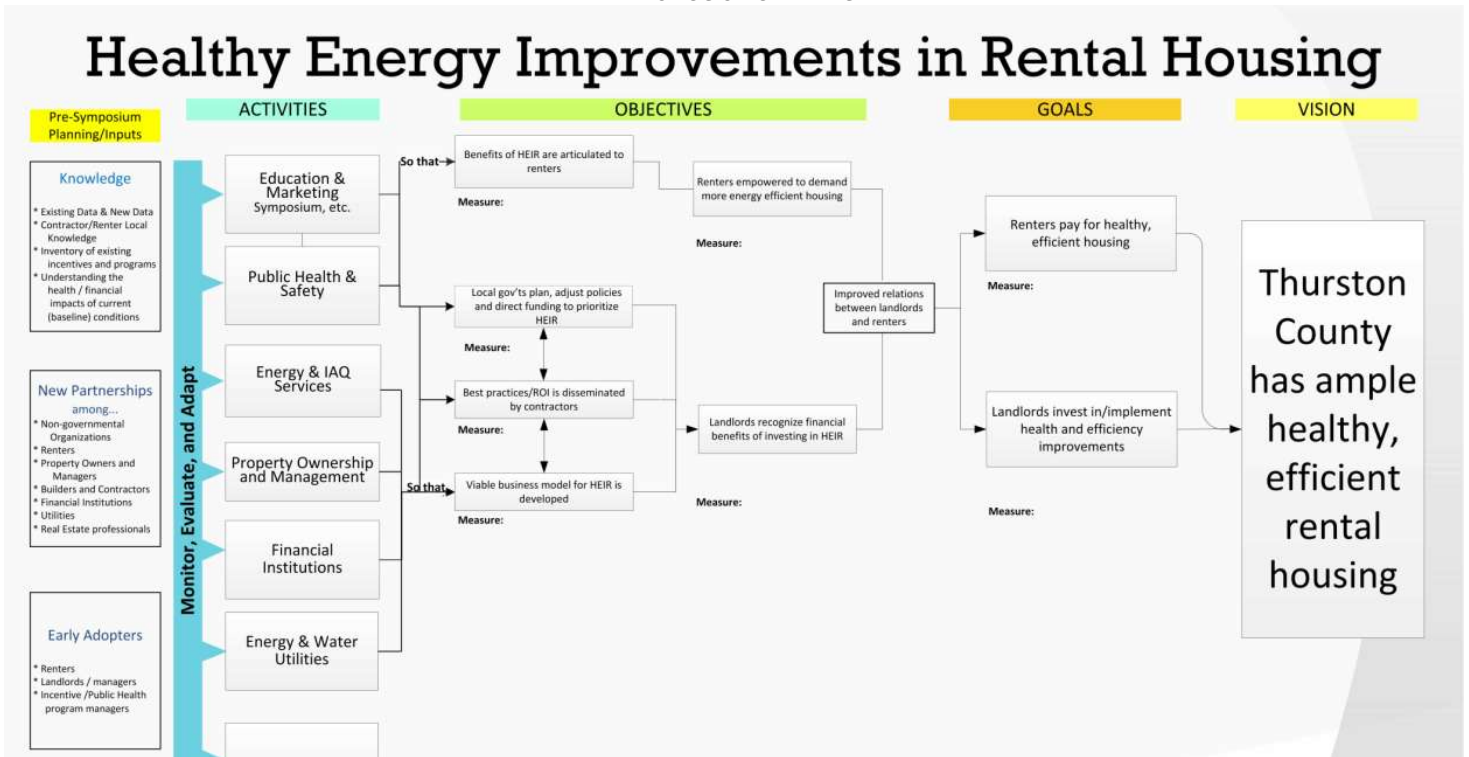 Healthy Energy Improvements in Rental Housing
Pre-Symposium
Planning/Inputs
ACTIVITIES
OBJECTIVES
GOALS
VISION
Knowledge
* Existing Data & New Data
* Contractor/Renter Local
Knowledge
* Inventory of existing
incentives and programs
* Understanding the
health / financial
impacts of current
(baseline) conditions
New Partnerships
among...
* Non-governmental
Organizations
* Renters
* Property Owners and
Managers
* Builders and Contractors
* Financial Institutions
* Utilities
* Real Estate professionals
Early Adopters
* Renters
* Landlords / managers
* Incentive /Public Health
program managers
Monitor, Evaluate, and Adapt
Education &
Marketing
Symposium, etc.
Public Health &
Safety
Energy & IAQ
Services
Property Ownership
and Management
Financial
Institutions
Energy & Water
Utilities
So that
So that
Benefits of HEIR are articulated to
renters
Measure:
Local gov'ts plan, adjust policies
and direct funding to prioritize
HEIR
Measure:
Best practices/ROI is disseminated
by contractors
Measure:
Viable business model for HEIR is
developed
Measure:
Renters empowered to demand
more energy efficient housing
Measure:
Landlords recognize financial
benefits of investing in HEIR
Measure:
Improved relations
between landlords
and renters
Renters pay for healthy,
efficient housing
Measure:
Landlords invest in/implement
health and efficiency
improvements
Measure:
Thurston
County
has ample
healthy,
efficient
rental
housing